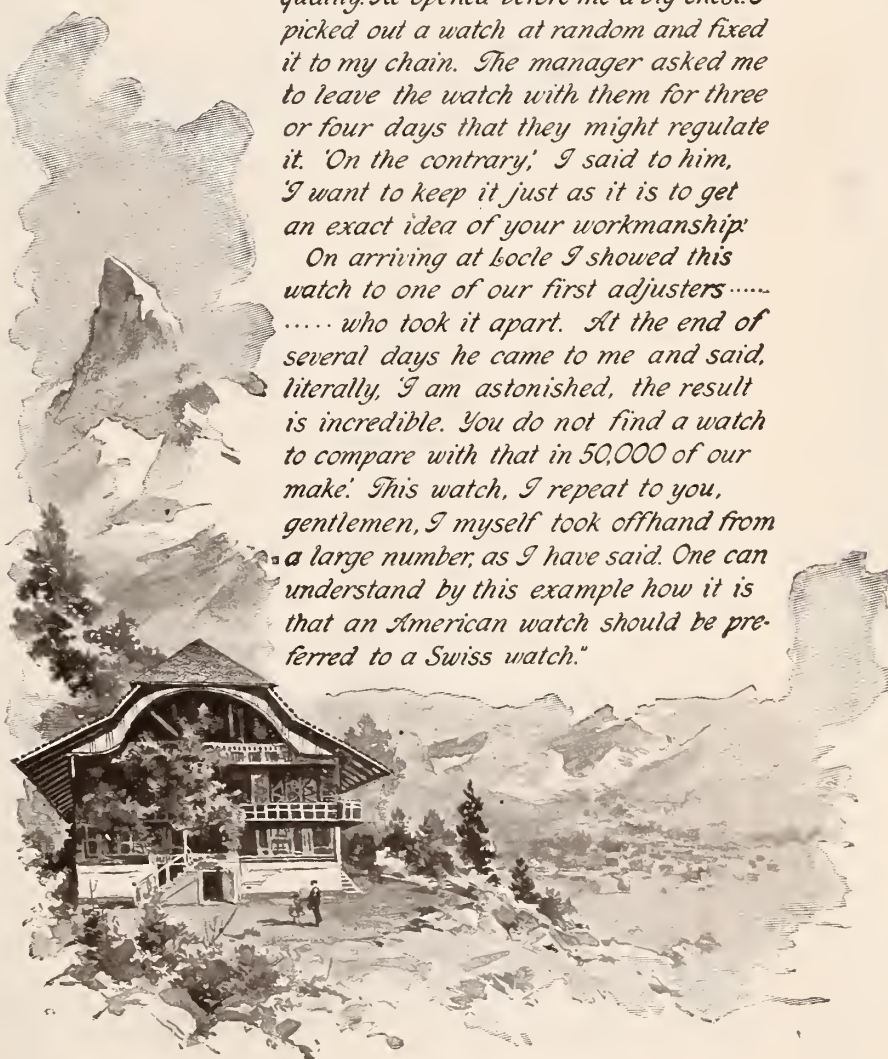 quality. He opened before me a big chest. I
picked out a watch at random and fixed
it to my chain. The manager asked me
to leave the watch with them for three
or four days that they might regulate
it. 'On the contrary,' I said to him,
'I want to keep it just as it is to get
an exact idea of your workmanship.'
On arriving at Locle I showed this
watch to one of our first adjusters ......
..... who took it apart. At the end of
several days he came to me and said,
literally, 'I am astonished, the result
is incredible. You do not find a watch
to compare with that in 50,000 of our
make.' This watch, I repeat to you,
gentlemen, I myself took offhand from
a large number, as I have said. One can
understand by this example how it is
that an American watch should be pre-
ferred to a Swiss watch."